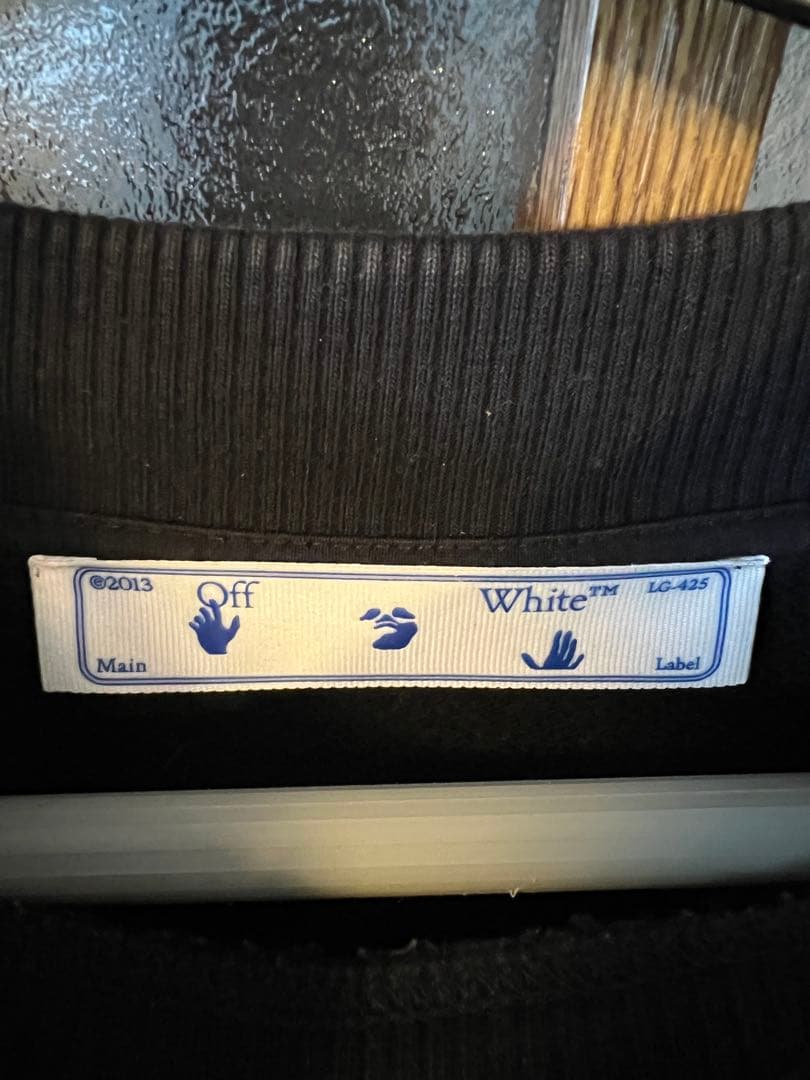 ©2013 Off White™ LG-425
Main Label